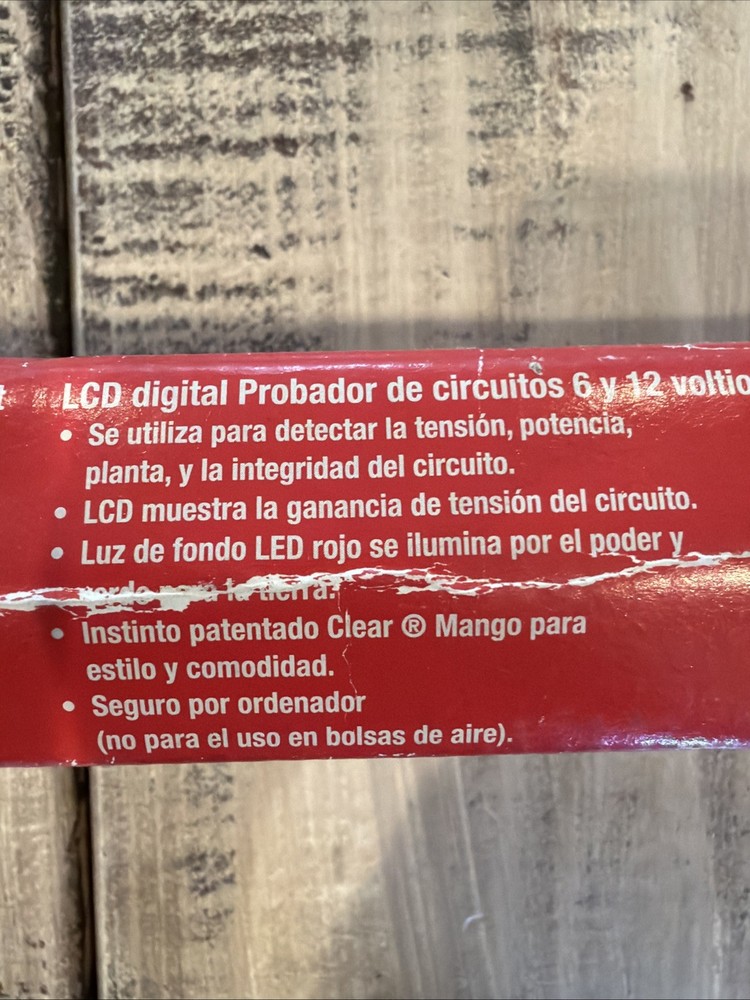 LCD digital Probador de circuitos 6 y 12 voltio
• Se utiliza para detectar la tensión, potencia,
planta, y la integridad del circuito.
• LCD muestra la ganancia de tensión del circuito.
• Luz de fondo LED rojo se ilumina por el poder y
verde para la tierra.
• Instinto patentado Clear ® Mango para
estilo y comodidad.
• Seguro por ordenador
(no para el uso en bolsas de aire).